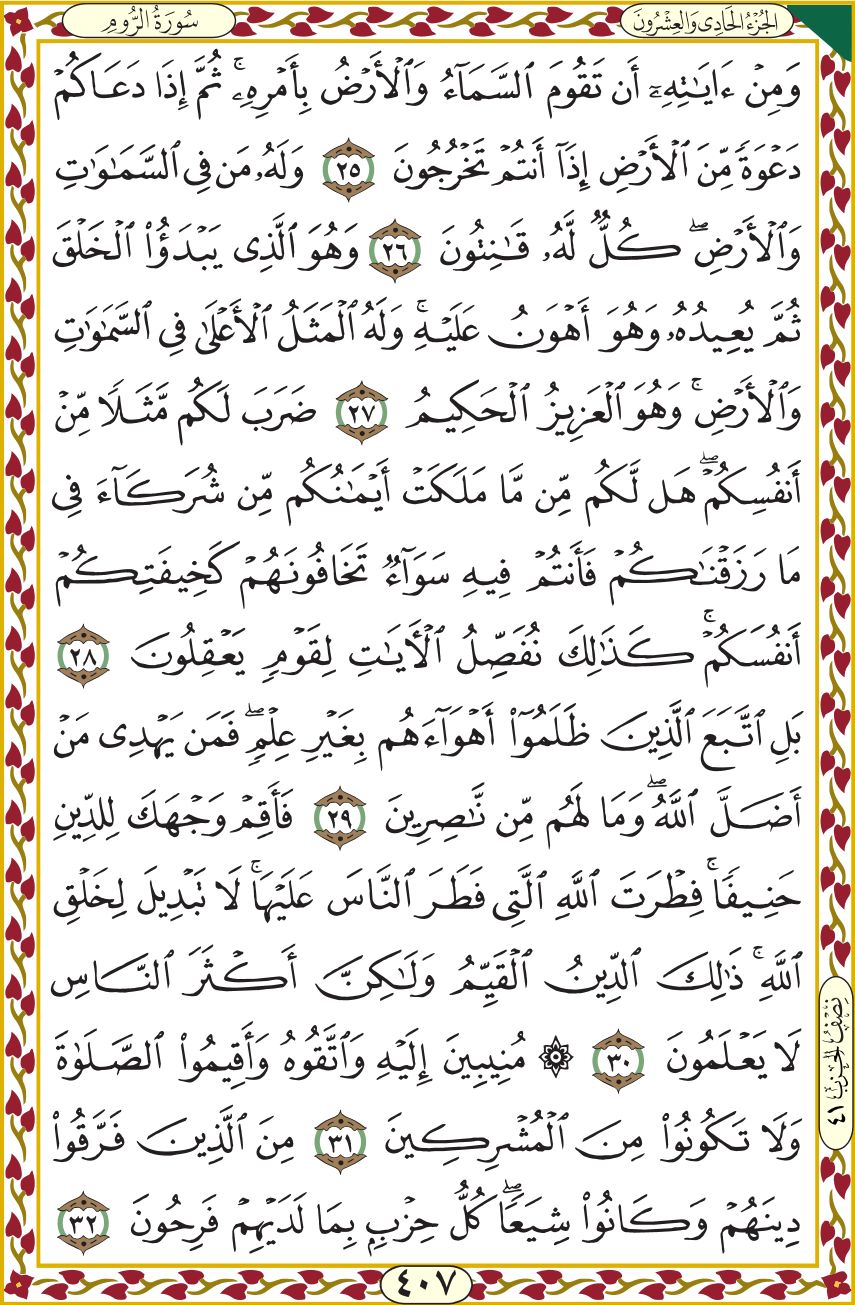 سُورَةُ الرُّومِ
الجُزْءُ الحَادِى وَالعِشْرُونَ
وَمِنْ ءَايَـٰتِهِۦٓ أَن تَقُومَ ٱلسَّمَآءُ وَٱلْأَرْضُ بِأَمْرِهِۦ ۚ ثُمَّ إِذَا دَعَاكُمْ
دَعْوَةً مِّنَ ٱلْأَرْضِ إِذَآ أَنتُمْ تَخْرُجُونَ ٢٥ وَلَهُۥ مَن فِى ٱلسَّمَـٰوَٰتِ
وَٱلْأَرْضِ ۖ كُلٌّ لَّهُۥ قَـٰنِتُونَ ٢٦ وَهُوَ ٱلَّذِى يَبْدَؤُا۟ ٱلْخَلْقَ
ثُمَّ يُعِيدُهُۥ وَهُوَ أَهْوَنُ عَلَيْهِ ۚ وَلَهُ ٱلْمَثَلُ ٱلْأَعْلَىٰ فِى ٱلسَّمَـٰوَٰتِ
وَٱلْأَرْضِ ۚ وَهُوَ ٱلْعَزِيزُ ٱلْحَكِيمُ ٢٧ ضَرَبَ لَكُم مَّثَلًا مِّنْ
أَنفُسِكُمْ ۖ هَل لَّكُم مِّن مَّا مَلَكَتْ أَيْمَـٰنُكُم مِّن شُرَكَآءَ فِى
مَا رَزَقْنَـٰكُمْ فَأَنتُمْ فِيهِ سَوَآءٌ تَخَافُونَهُمْ كَخِيفَتِكُمْ
أَنفُسَكُمْ ۚ كَذَٰلِكَ نُفَصِّلُ ٱلْـَٔايَـٰتِ لِقَوْمٍ يَعْقِلُونَ ٢٨
بَلِ ٱتَّبَعَ ٱلَّذِينَ ظَلَمُوٓا۟ أَهْوَآءَهُم بِغَيْرِ عِلْمٍ ۖ فَمَن يَهْدِى مَنْ
أَضَلَّ ٱللَّهُ ۖ وَمَا لَهُم مِّن نَّـٰصِرِينَ ٢٩ فَأَقِمْ وَجْهَكَ لِلدِّينِ
حَنِيفًا ۚ فِطْرَتَ ٱللَّهِ ٱلَّتِى فَطَرَ ٱلنَّاسَ عَلَيْهَا ۚ لَا تَبْدِيلَ لِخَلْقِ
ٱللَّهِ ۚ ذَٰلِكَ ٱلدِّينُ ٱلْقَيِّمُ وَلَـٰكِنَّ أَكْثَرَ ٱلنَّاسِ
لَا يَعْلَمُونَ ٣٠ ۞ مُنِيبِينَ إِلَيْهِ وَٱتَّقُوهُ وَأَقِيمُوا۟ ٱلصَّلَوٰةَ
وَلَا تَكُونُوا۟ مِنَ ٱلْمُشْرِكِينَ ٣١ مِنَ ٱلَّذِينَ فَرَّقُوا۟
دِينَهُمْ وَكَانُوا۟ شِيَعًا ۖ كُلُّ حِزْبٍۭ بِمَا لَدَيْهِمْ فَرِحُونَ ٣٢
نِصْفُ الحِزْبِ ٤١
٤٠٧